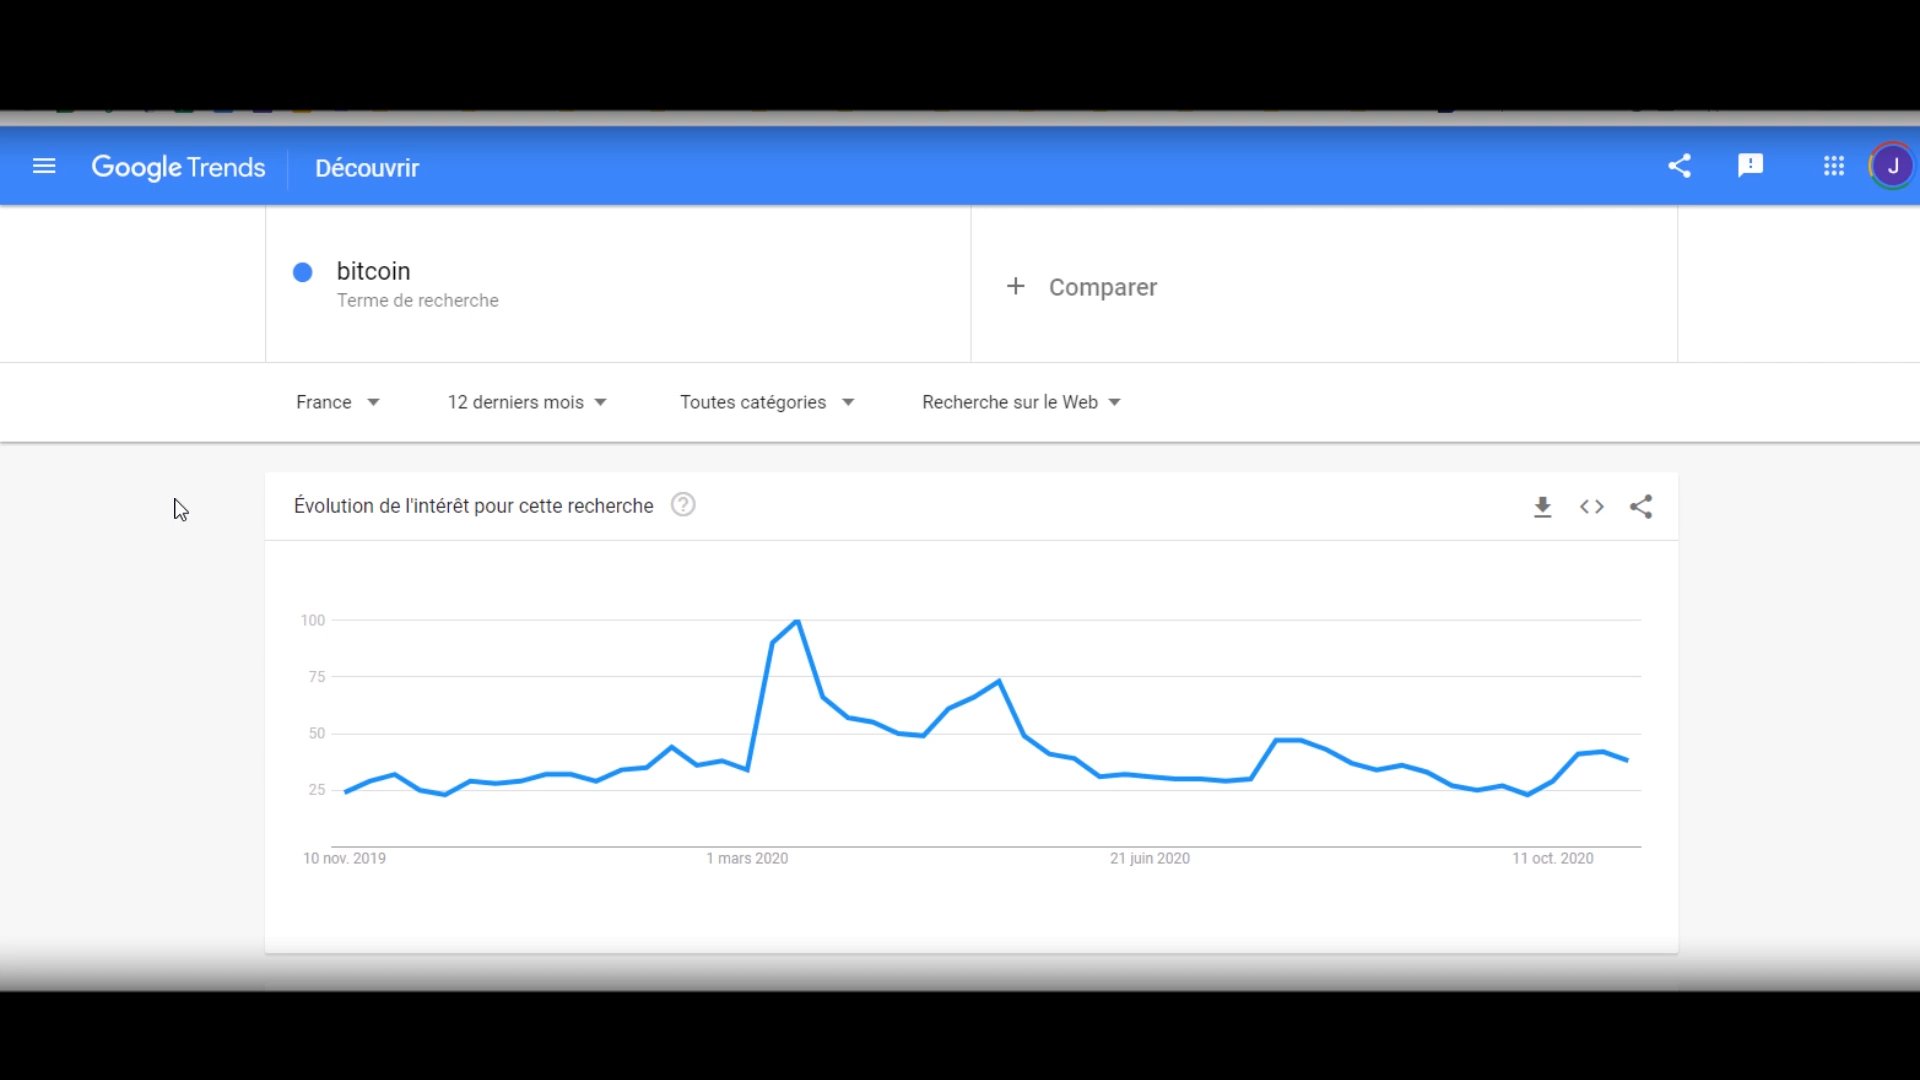 Google Trends
Découvrir
J
bitcoin
Terme de recherche
+ Comparer
France
12 derniers mois
Toutes catégories
Recherche sur le Web
Évolution de l'intérêt pour cette recherche ?
100
75
50
25
10 nov. 2019
1 mars 2020
21 juin 2020
11 oct. 2020